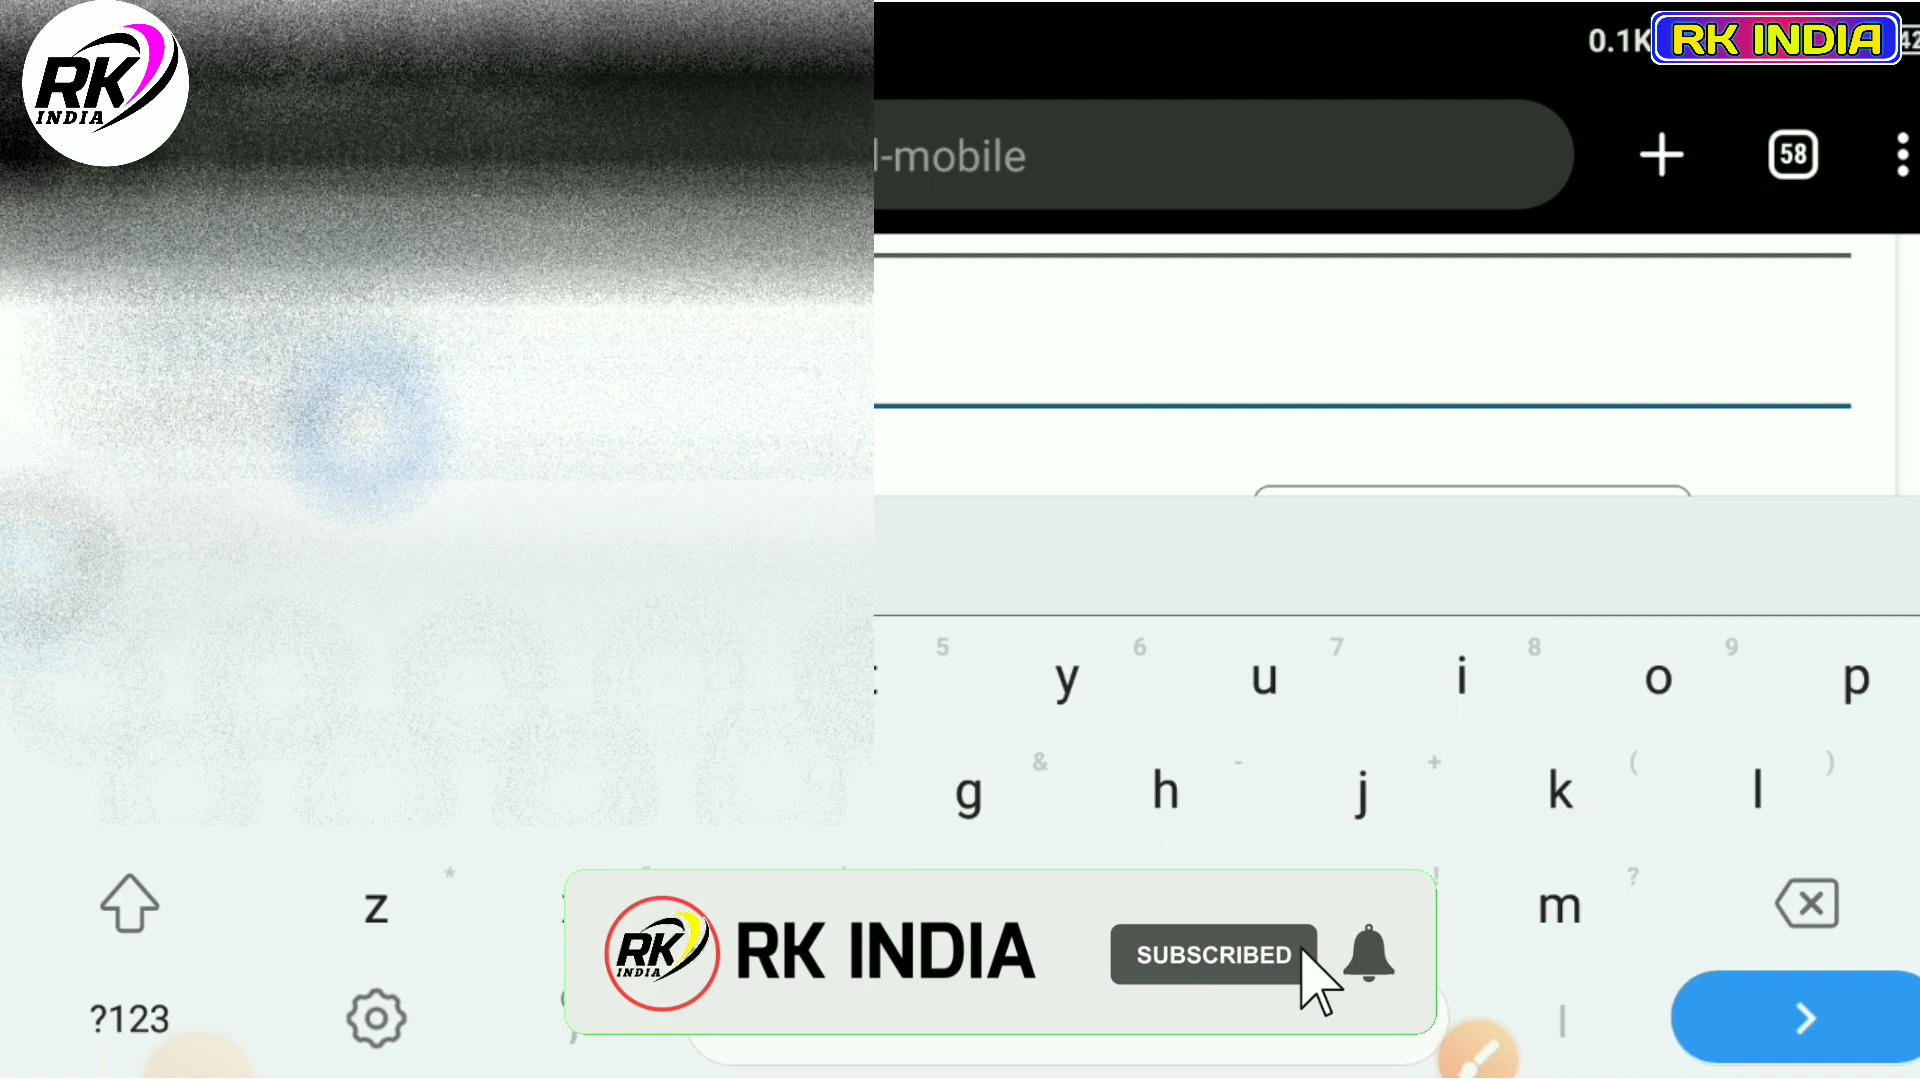 RK
INDIA
0.1K
RK INDIA
42
l-mobile
58
5 6 7 8 9
y u i o p
& - + ( )
g h j k l
* ! ?
z m
RK
INDIA
RK INDIA
SUBSCRIBED
?123